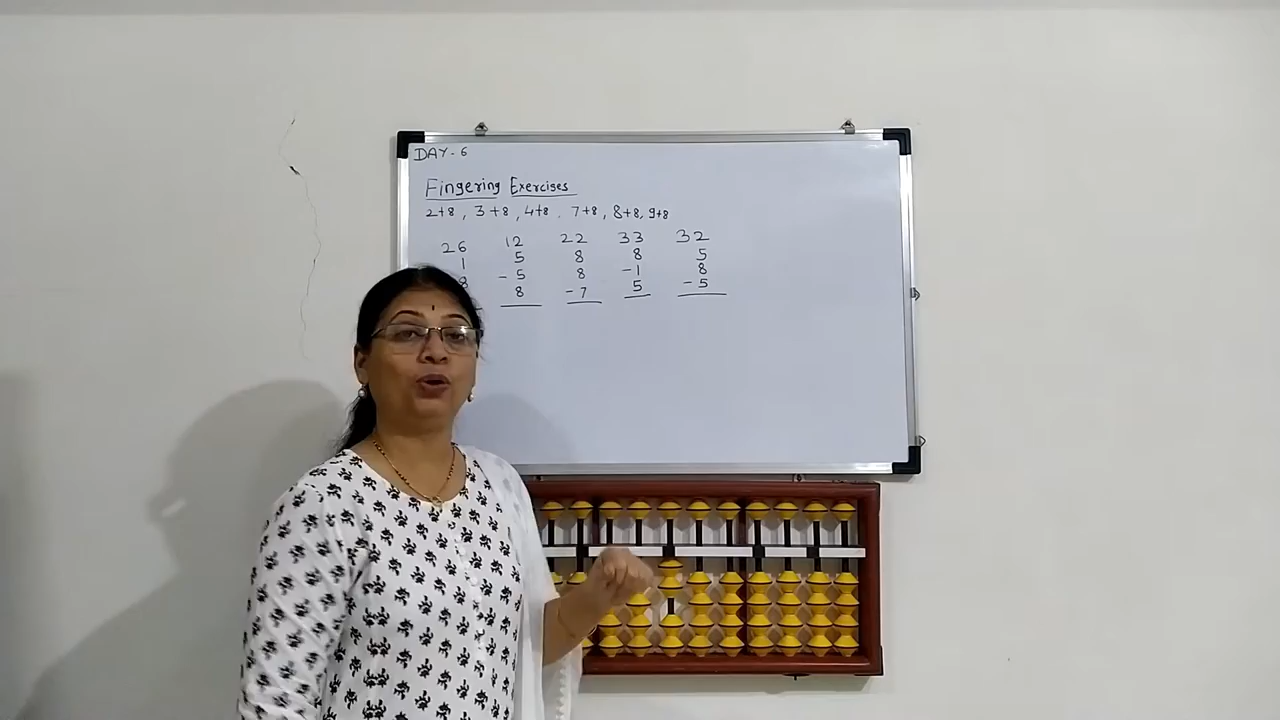 DAY - 6
Fingering Exercises
2+8, 3+8, 4+8. 7+8, 8+8, 9+8
26 12 22 33 32
1 5 8 8 5
8 - 5 8 - 1 8
8 - 7 5 - 5